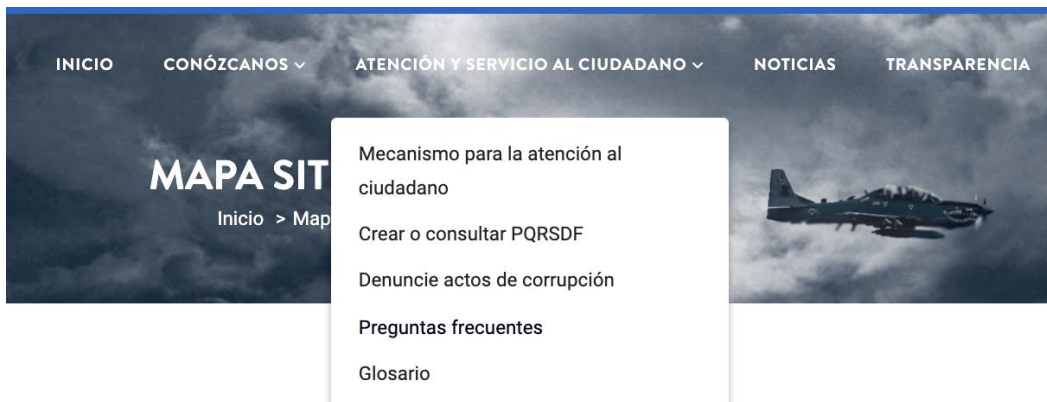 INICIO CONÓZCANOS ATENCIÓN Y SERVICIO AL CIUDADANO NOTICIAS TRANSPARENCIA
MAPA SIT
Inicio > Map
Mecanismo para la atención al
ciudadano
Crear o consultar PQRSDF
Denuncie actos de corrupción
Preguntas frecuentes
Glosario